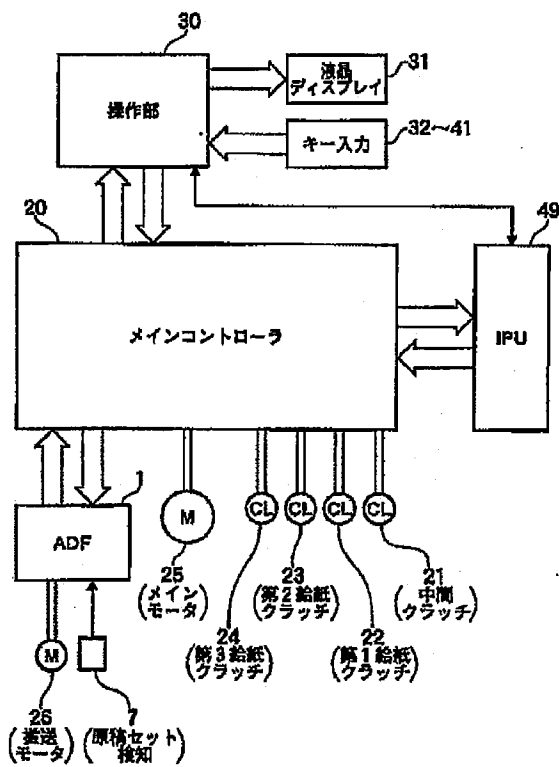 30
操作部
液晶
ディスプレイ
31
キー入力
32〜41
20
49
メインコントローラ
IPU
1
ADF
M
CL
CL
CL
CL
25
(メイン
モータ)
23
(第2給紙
クラッチ)
21
(中間
クラッチ)
24
(第3給紙
クラッチ)
22
(第1給紙
クラッチ)
M
26
(搬送
モータ)
7
(原稿セット
検知)